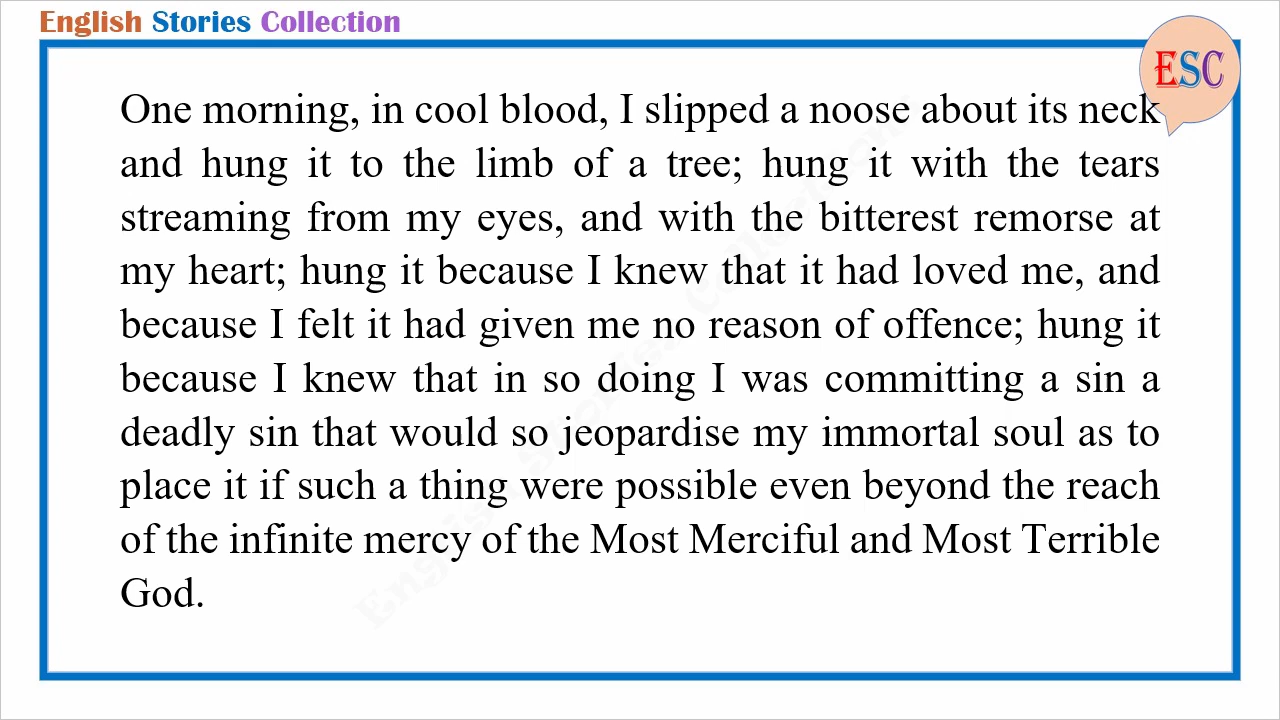 English Stories Collection
ESC
One morning, in cool blood, I slipped a noose about its neck
and hung it to the limb of a tree; hung it with the tears
streaming from my eyes, and with the bitterest remorse at
my heart; hung it because I knew that it had loved me, and
because I felt it had given me no reason of offence; hung it
because I knew that in so doing I was committing a sin a
deadly sin that would so jeopardise my immortal soul as to
place it if such a thing were possible even beyond the reach
of the infinite mercy of the Most Merciful and Most Terrible
God.